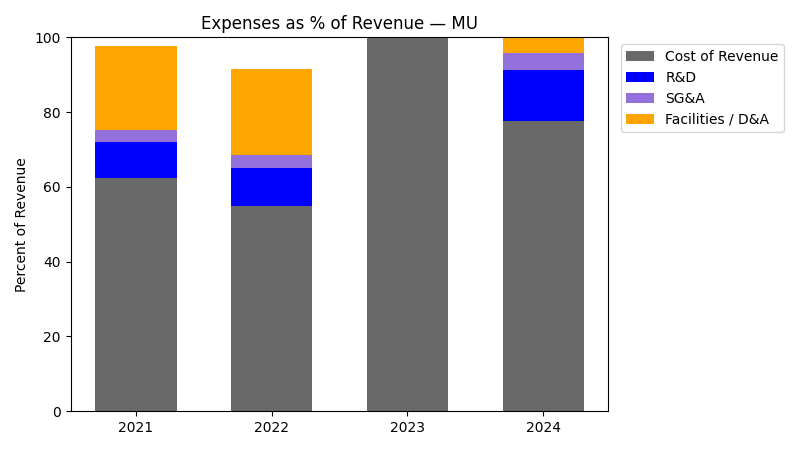 Expenses as % of Revenue — MU
Percent of Revenue
100
80
60
40
20
0
2021 2022 2023 2024
Cost of Revenue
R&D
SG&A
Facilities / D&A